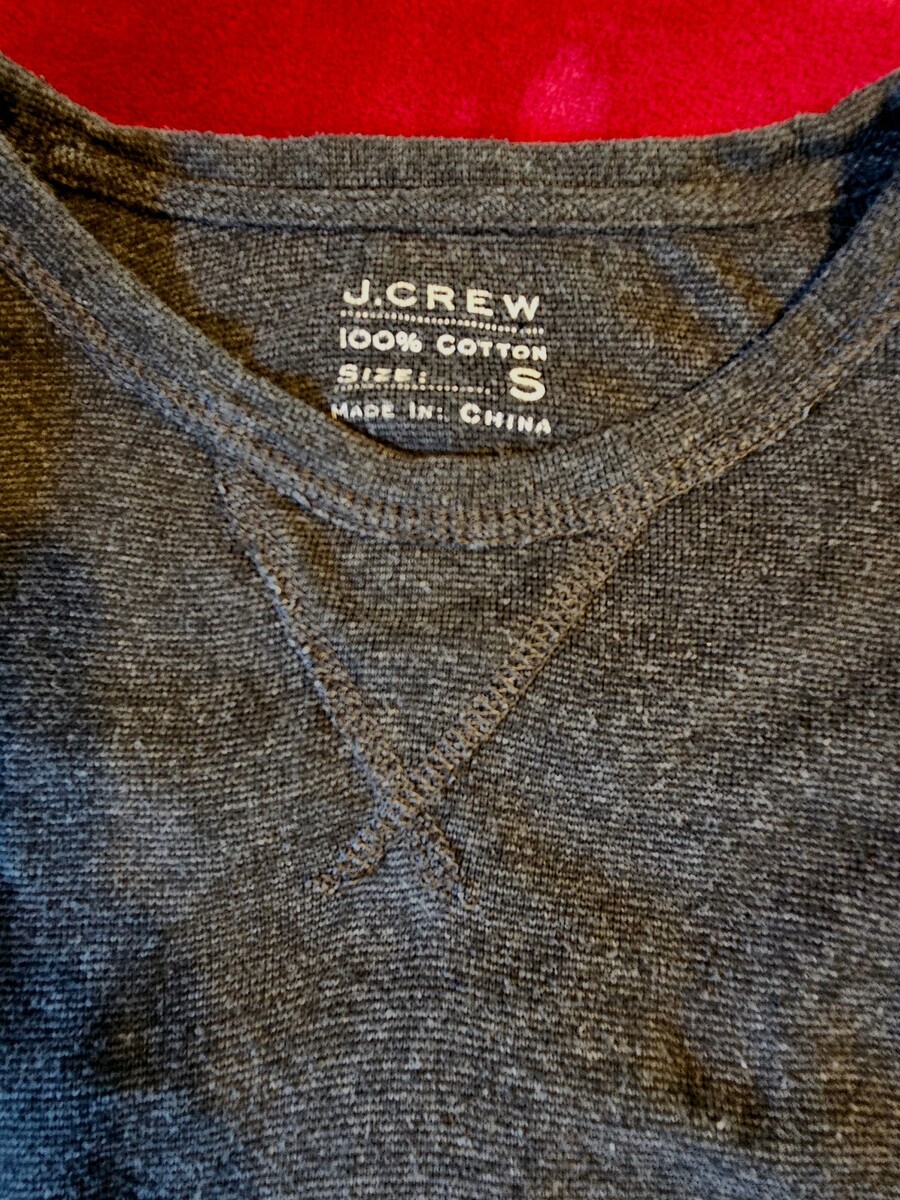 J.CREW
100% COTTON
SIZE:........S
MADE IN: CHINA